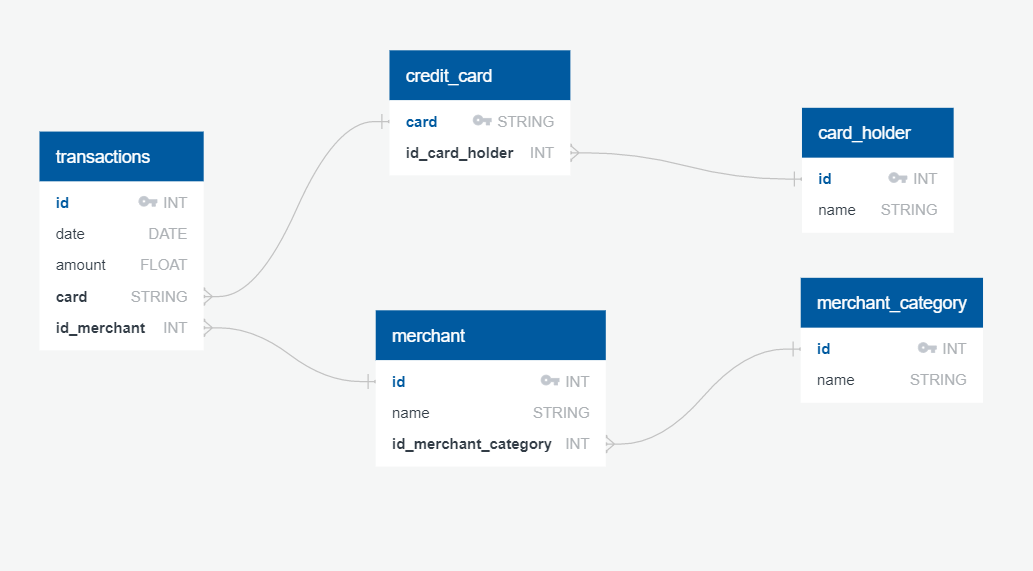 transactions
id INT
date DATE
amount FLOAT
card STRING
id_merchant INT
credit_card
card STRING
id_card_holder INT
merchant
id INT
name STRING
id_merchant_category INT
card_holder
id INT
name STRING
merchant_category
id INT
name STRING